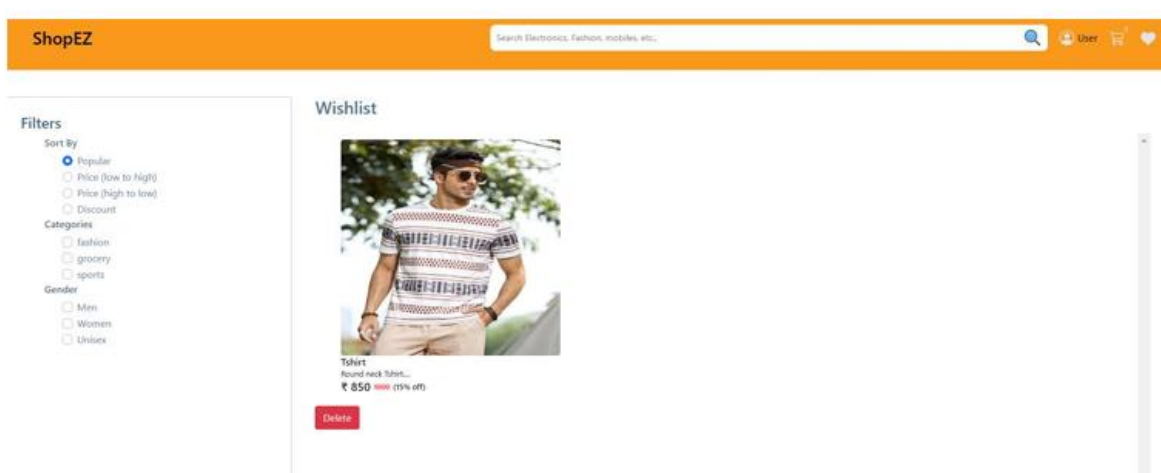 ShopEZ
Search Electronics, Fashion, mobiles, etc.,
User
Filters
Sort By
Popular
Price (low to high)
Price (high to low)
Discount
Categories
fashion
grocery
sports
Gender
Men
Women
Unisex
Wishlist
Tshirt
Round neck Tshirt....
₹ 850 1000 (15% off)
Delete